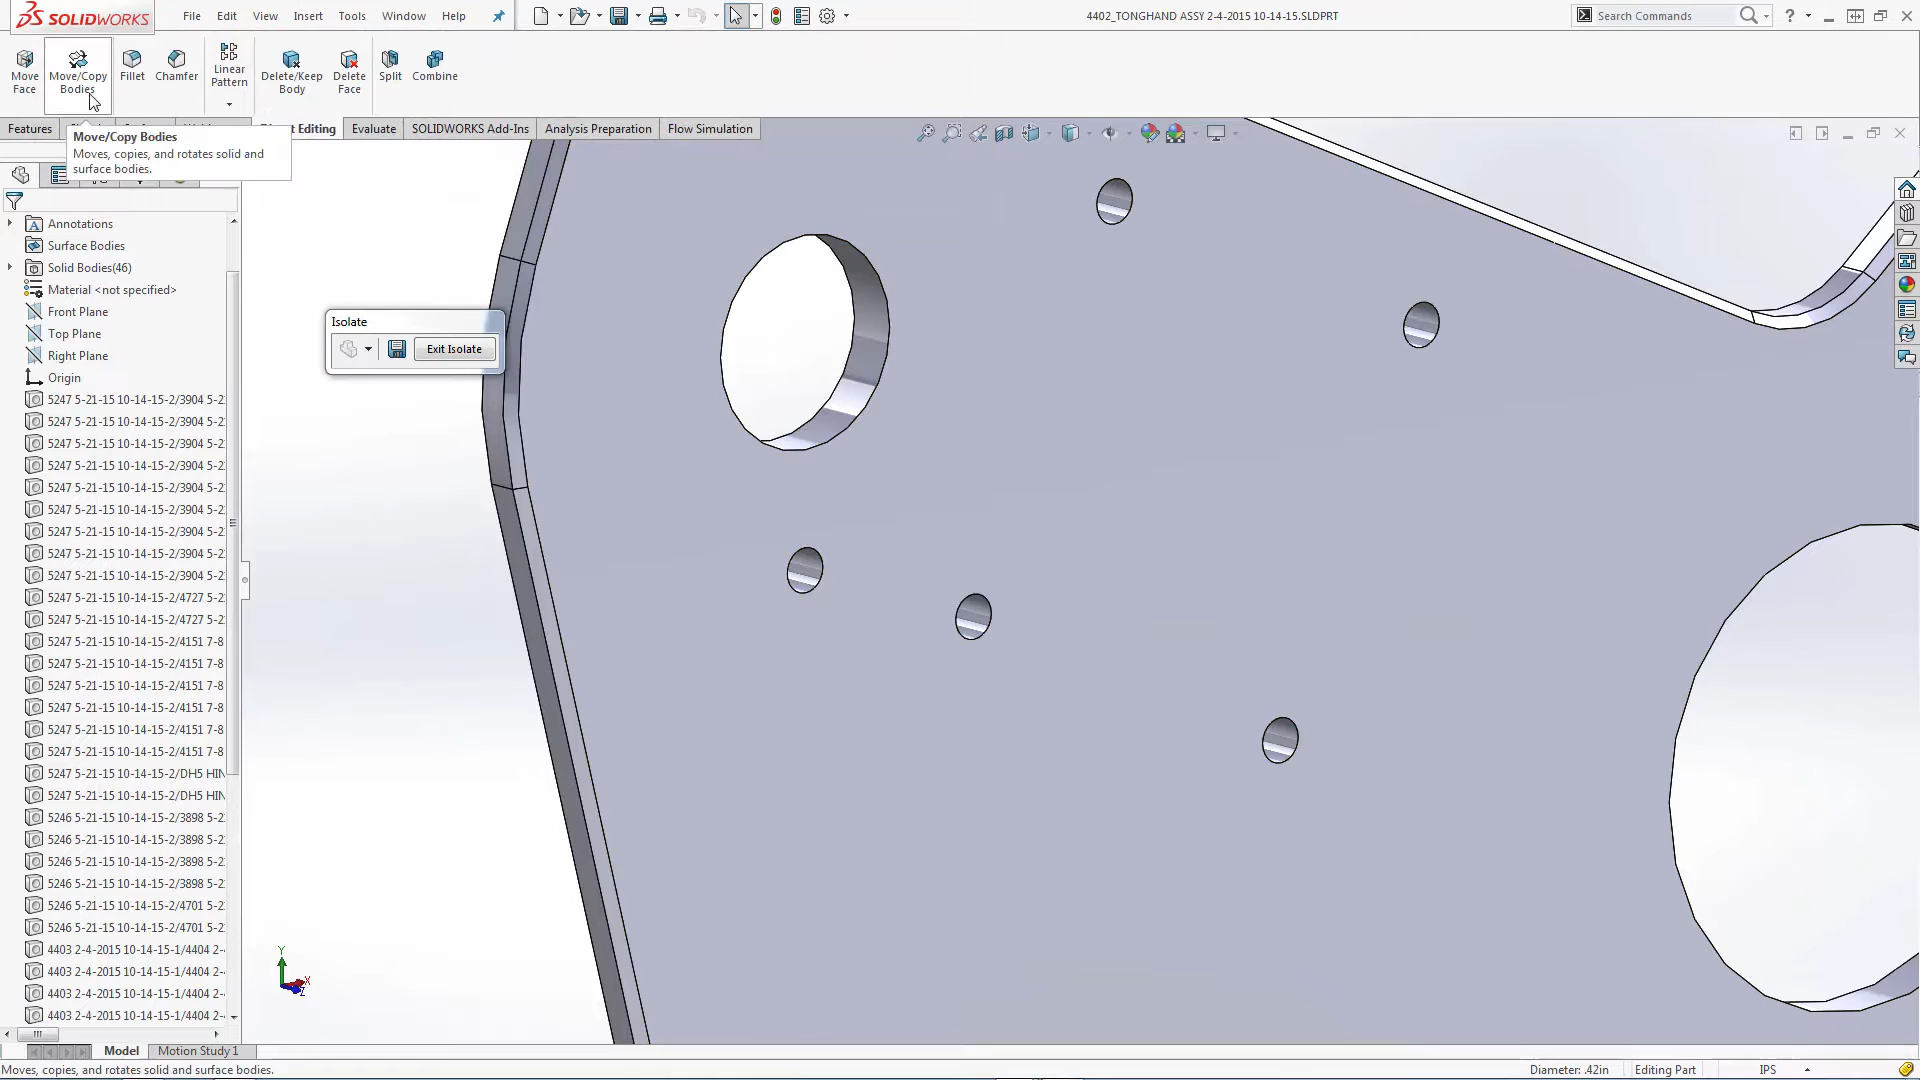 SOLIDWORKS
File Edit View Insert Tools Window Help
4402_TONGHAND ASSY 2-4-2015 10-14-15.SLDPRT
Search Commands
Move Face
Move/Copy Bodies
Fillet
Chamfer
Linear Pattern
Delete/Keep Body
Delete Face
Split
Combine
Features
Editing
Evaluate
SOLIDWORKS Add-Ins
Analysis Preparation
Flow Simulation
Move/Copy Bodies
Moves, copies, and rotates solid and
surface bodies.
Annotations
Surface Bodies
Solid Bodies(46)
Material <not specified>
Front Plane
Top Plane
Right Plane
Origin
5247 5-21-15 10-14-15-2/3904 5-2
5247 5-21-15 10-14-15-2/3904 5-2
5247 5-21-15 10-14-15-2/3904 5-2
5247 5-21-15 10-14-15-2/3904 5-2
5247 5-21-15 10-14-15-2/3904 5-2
5247 5-21-15 10-14-15-2/3904 5-2
5247 5-21-15 10-14-15-2/3904 5-2
5247 5-21-15 10-14-15-2/3904 5-2
5247 5-21-15 10-14-15-2/3904 5-2
5247 5-21-15 10-14-15-2/4727 5-2
5247 5-21-15 10-14-15-2/4727 5-2
5247 5-21-15 10-14-15-2/4151 7-8
5247 5-21-15 10-14-15-2/4151 7-8
5247 5-21-15 10-14-15-2/4151 7-8
5247 5-21-15 10-14-15-2/4151 7-8
5247 5-21-15 10-14-15-2/4151 7-8
5247 5-21-15 10-14-15-2/4151 7-8
5247 5-21-15 10-14-15-2/DH5 HIN
5247 5-21-15 10-14-15-2/DH5 HIN
5246 5-21-15 10-14-15-2/3898 5-2
5246 5-21-15 10-14-15-2/3898 5-2
5246 5-21-15 10-14-15-2/3898 5-2
5246 5-21-15 10-14-15-2/3898 5-2
5246 5-21-15 10-14-15-2/4701 5-2
5246 5-21-15 10-14-15-2/4701 5-2
4403 2-4-2015 10-14-15-1/4404 2-
4403 2-4-2015 10-14-15-1/4404 2-
4403 2-4-2015 10-14-15-1/4404 2-
4403 2-4-2015 10-14-15-1/4404 2-
Isolate
Exit Isolate
Y
X
Z
Model
Motion Study 1
Moves, copies, and rotates solid and surface bodies.
Diameter: .42in
Editing Part
IPS